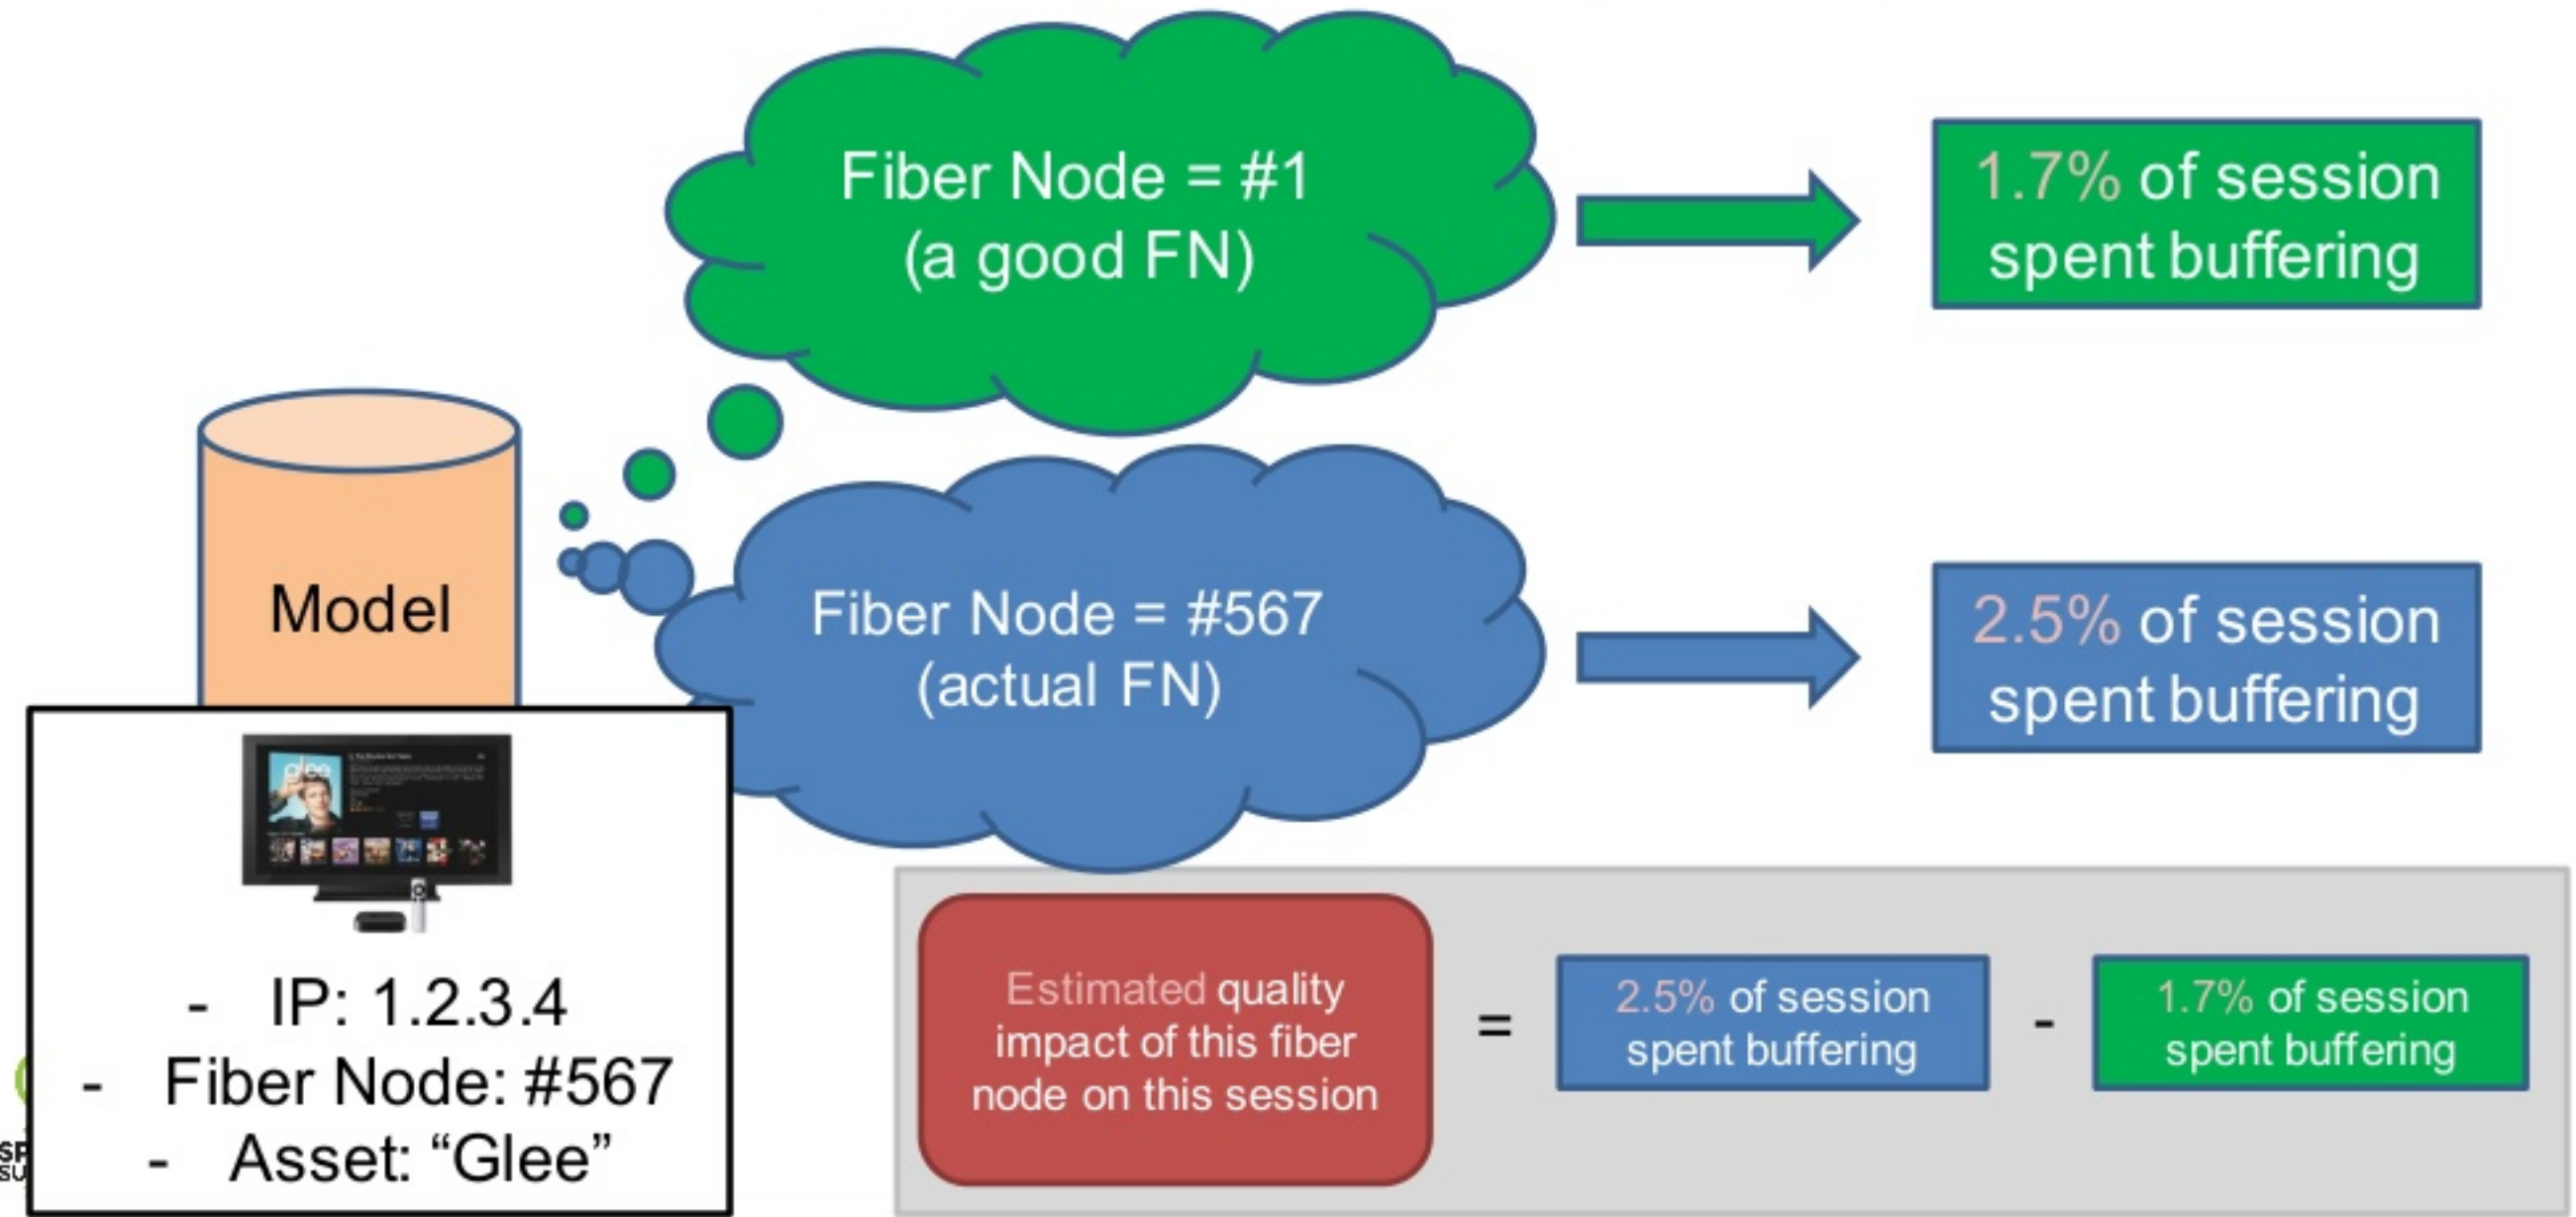 Fiber Node = #1
(a good FN)
1.7% of session
spent buffering
Model
Fiber Node = #567
(actual FN)
2.5% of session
spent buffering
glee
- IP: 1.2.3.4
- Fiber Node: #567
- Asset: “Glee”
Estimated quality
impact of this fiber
node on this session
=
2.5% of session
spent buffering
-
1.7% of session
spent buffering